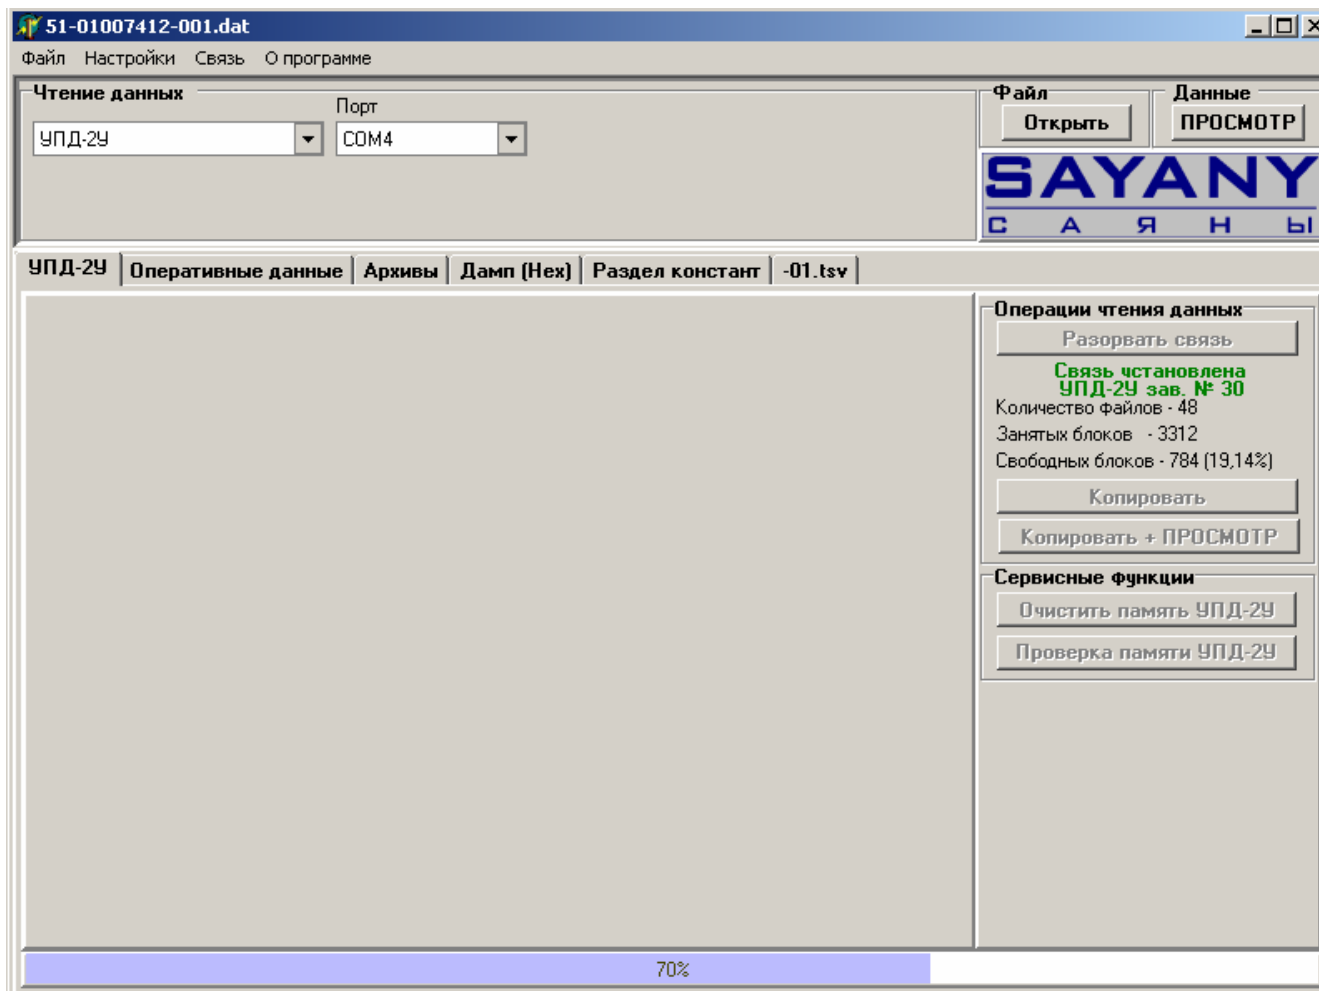 51-01007412-001.dat
Файл Настройки Связь О программе
Чтение данных
Порт
УПД-2У
COM4
Файл
Открыть
Данные
ПРОСМОТР
SAYANY
САЯНЫ
УПД-2У Оперативные данные Архивы Дамп (Hex) Раздел констант -01.tsv
Операции чтения данных
Разорвать связь
Связь установлена
УПД-2У зав. № 30
Количество файлов - 48
Занятых блоков - 3312
Свободных блоков - 784 (19,14%)
Копировать
Копировать + ПРОСМОТР
Сервисные функции
Очистить память УПД-2У
Проверка памяти УПД-2У
70%